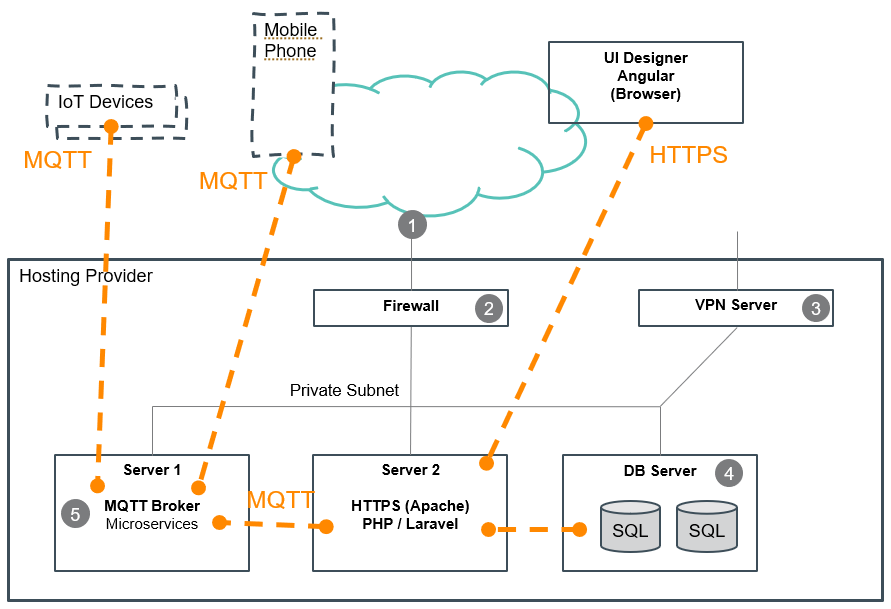 Mobile
Phone
UI Designer
Angular
(Browser)
IoT Devices
MQTT
MQTT
HTTPS
1
Hosting Provider
Firewall
2
VPN Server
3
Private Subnet
Server 1
MQTT Broker
Microservices
5
MQTT
Server 2
HTTPS (Apache)
PHP / Laravel
DB Server
4
SQL
SQL